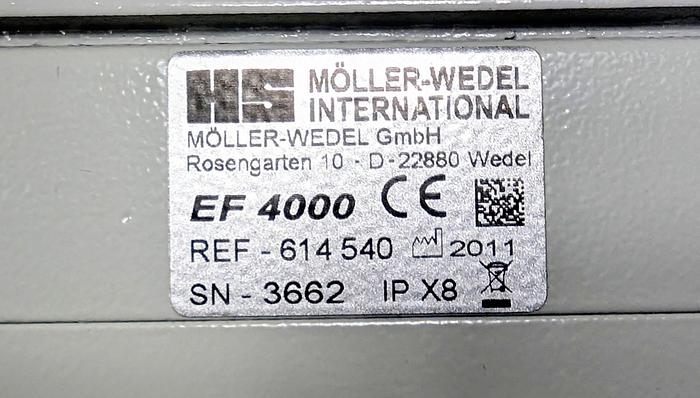 HS MÖLLER-WEDEL
INTERNATIONAL
MÖLLER-WEDEL GmbH
Rosengarten 10 · D-22880 Wedel
EF 4000 CE
REF - 614 540 2011
SN - 3662 IP X8